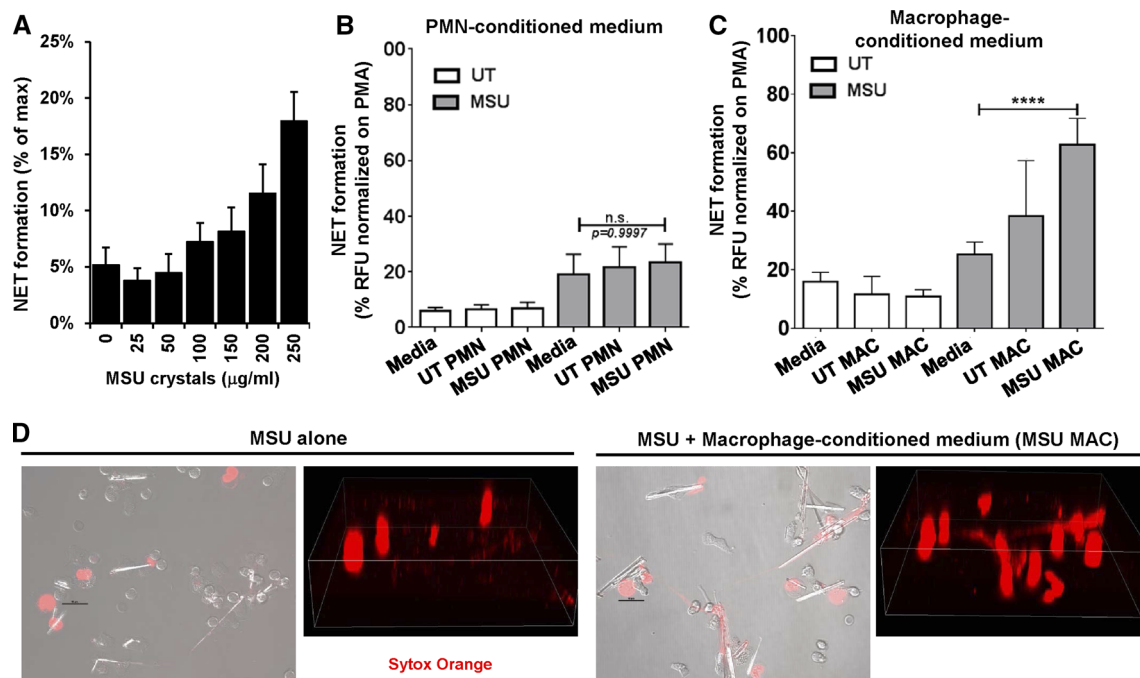 A
NET formation (% of max)
25%
20%
15%
10%
5%
0%
0
25
50
100
150
200
250
MSU crystals (µg/ml)
B
PMN-conditioned medium
NET formation
(% RFU normalized on PMA)
00
80
60
40
20
0
UT
MSU
n.s.
p=0.9997
Media
UT PMN
MSU PMN
Media
UT PMN
MSU PMN
C
Macrophage-
conditioned medium
NET formation
(% RFU normalized on PMA)
100
80
60
40
20
0
UT
MSU
****
Media
UT MAC
MSU MAC
Media
UT MAC
MSU MAC
D
MSU alone
MSU + Macrophage-conditioned medium (MSU MAC)
Sytox Orange